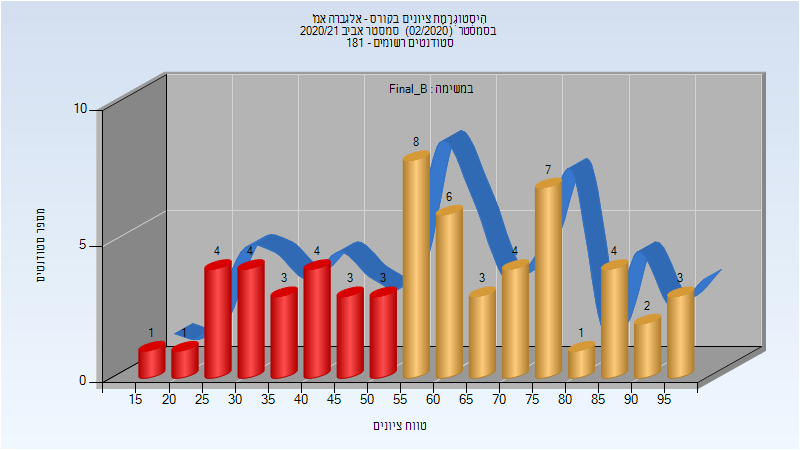 היסטוגרמת ציונים בקורס - אלגברה אמ'
בסמסטר (02/2020) סמסטר אביב 2020/21
סטודנטים רשומים - 181
במשימה : Final_B
מספר סטודנטים
10
5
0
1 1 4 4 3 4 3 3 8 6 3 4 7 1 4 2 3
15 20 25 30 35 40 45 50 55 60 65 70 75 80 85 90 95
טווח ציונים